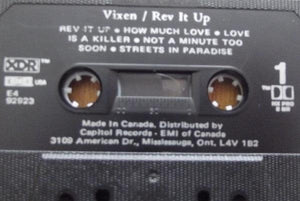 Vixen / Rev It Up
REV IT UP • HOW MUCH LOVE • LOVE
IS A KILLER • NOT A MINUTE TOO
SOON • STREETS IN PARADISE
XDR
USA
E4
92923
1
Made In Canada. Distributed by
Capitol Records - EMI of Canada
3109 American Dr., Mississauga, Ont. L4V 1B2